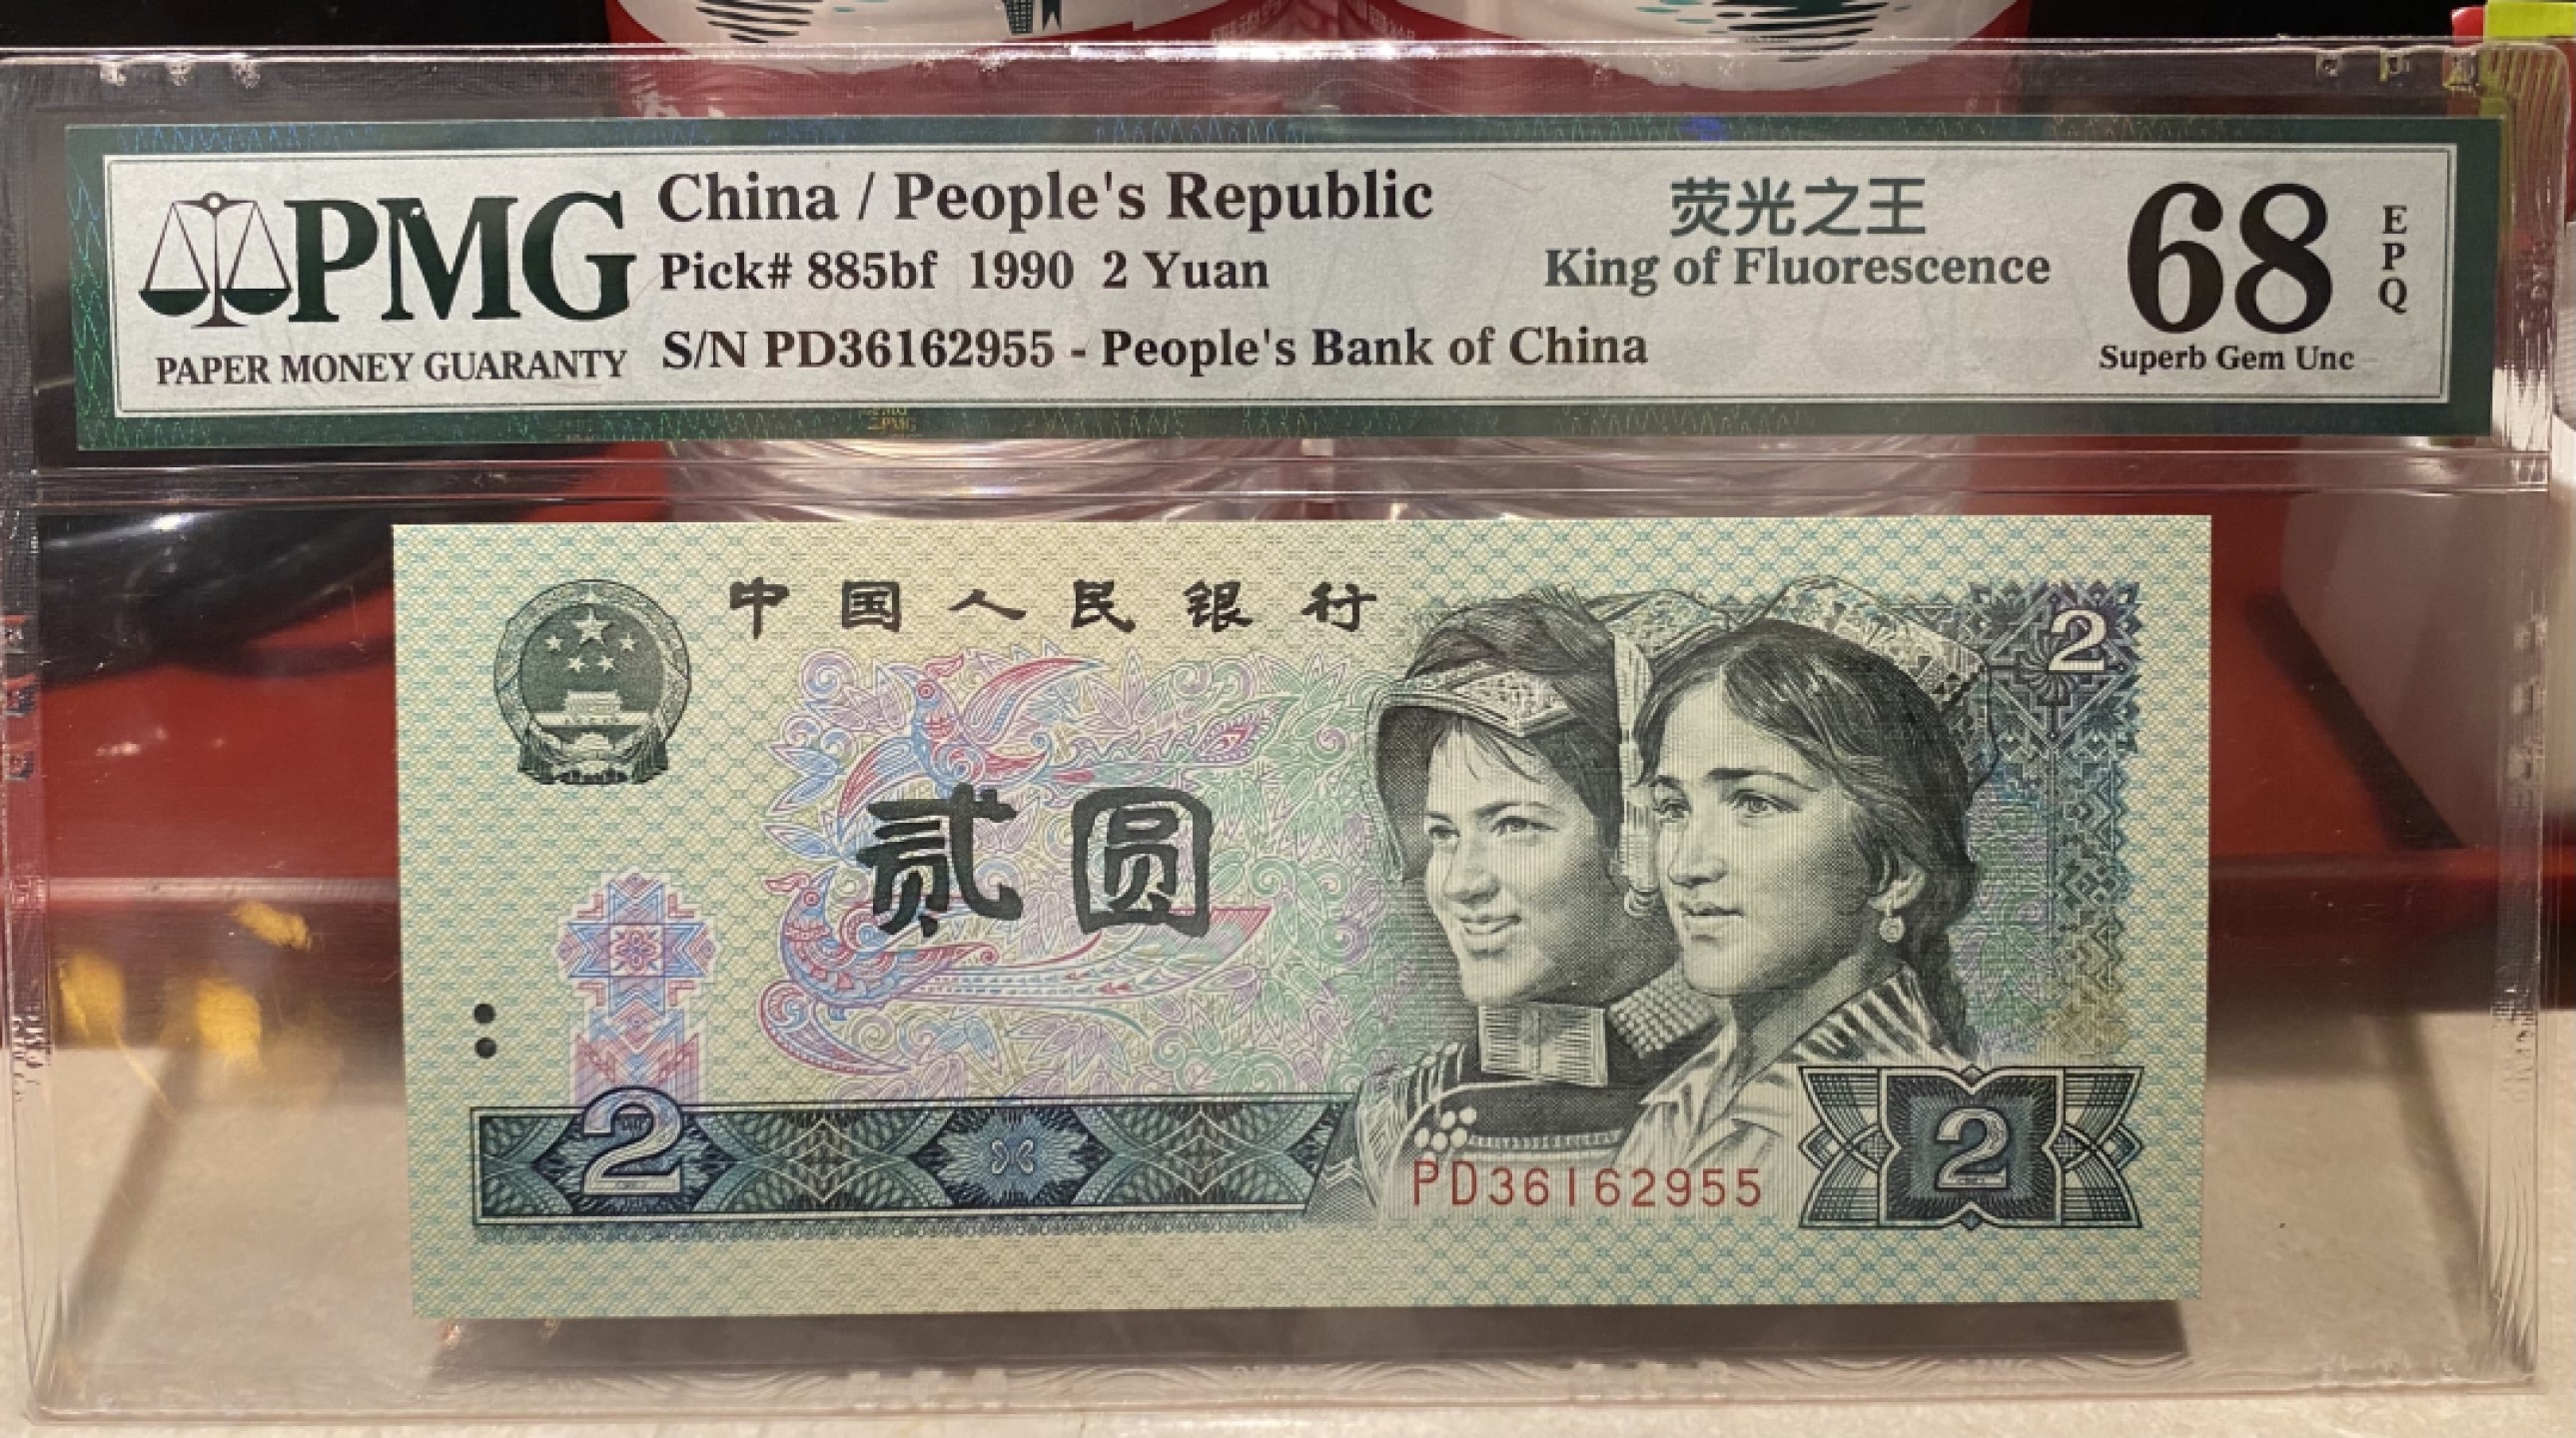 PMG
PAPER MONEY GUARANTY
China / People's Republic
Pick# 885bf 1990 2 Yuan
S/N PD36162955 - People's Bank of China
荧光之王
King of Fluorescence
68
EPQ
Superb Gem Unc
中国人民银行
2
贰圆
2
PD36162955
2